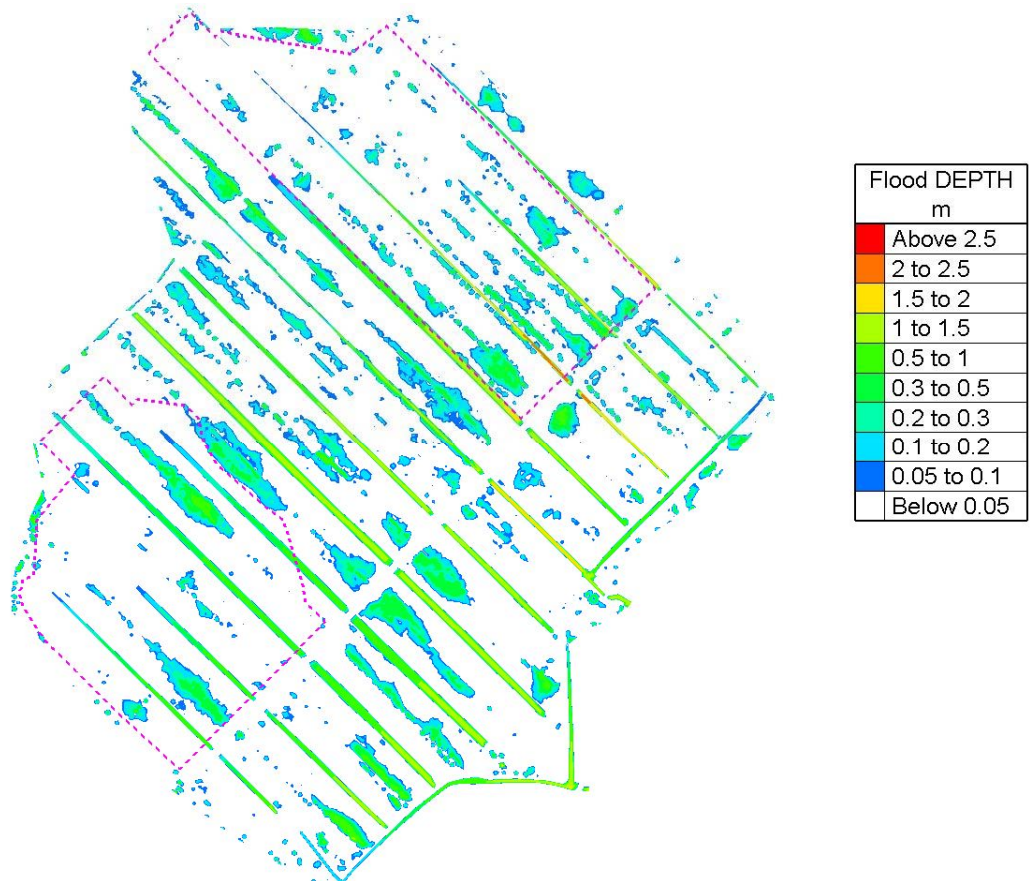 Flood DEPTH
m
Above 2.5
2 to 2.5
1.5 to 2
1 to 1.5
0.5 to 1
0.3 to 0.5
0.2 to 0.3
0.1 to 0.2
0.05 to 0.1
Below 0.05